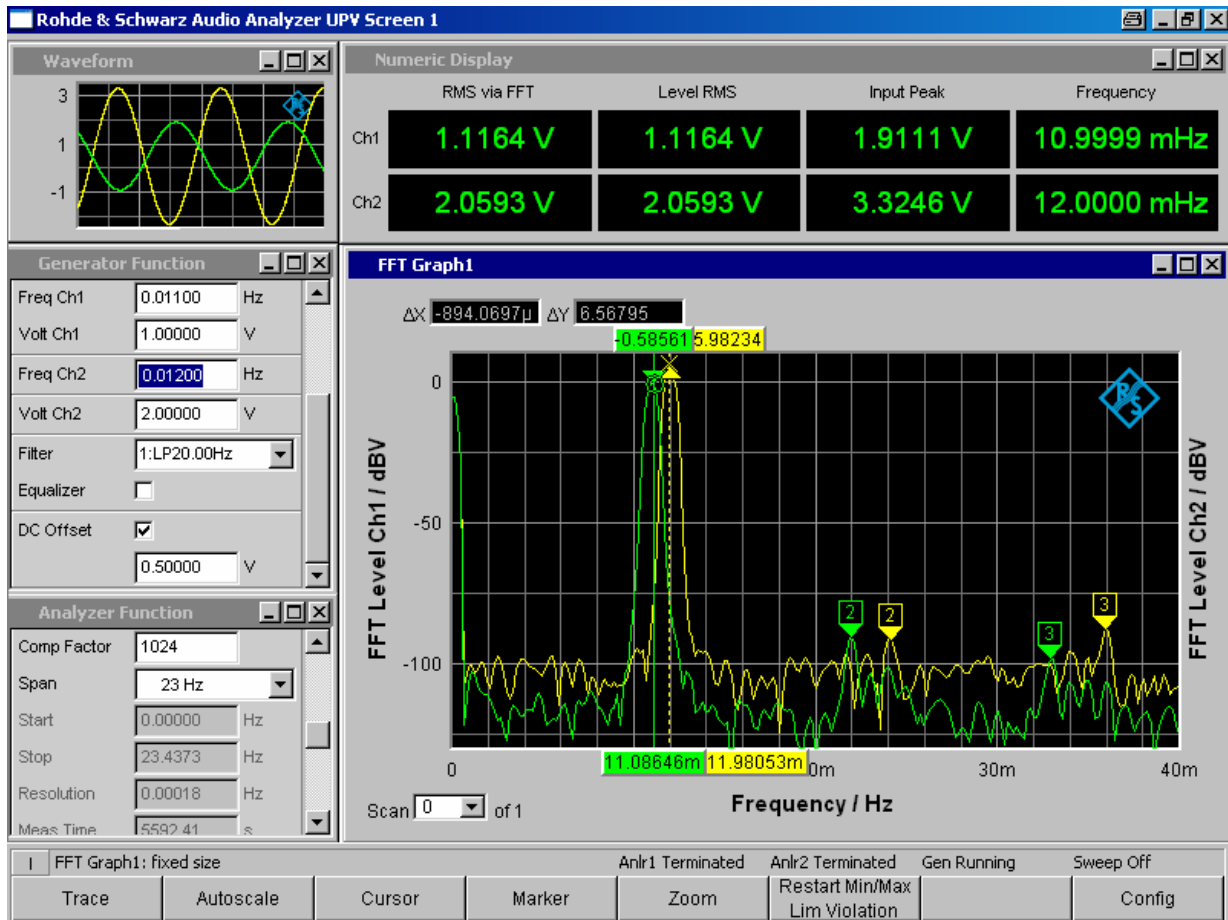 Rohde & Schwarz Audio Analyzer UPV Screen 1
Waveform
3
1
-1
Numeric Display
RMS via FFT Level RMS Input Peak Frequency
Ch1 1.1164 V 1.1164 V 1.9111 V 10.9999 mHz
Ch2 2.0593 V 2.0593 V 3.3246 V 12.0000 mHz
Generator Function
Freq Ch1 0.01100 Hz
Volt Ch1 1.00000 V
Freq Ch2 0.01200 Hz
Volt Ch2 2.00000 V
Filter 1:LP20.00Hz
Equalizer
DC Offset
0.50000 V
Analyzer Function
Comp Factor 1024
Span 23 Hz
Start 0.00000 Hz
Stop 23.4373 Hz
Resolution 0.00018 Hz
Meas Time 5592.41 s
FFT Graph1
ΔX -894.0697µ ΔY 6.56795
-0.58561 5.98234
R/S
0
-50
-100
FFT Level Ch1 / dBV
FFT Level Ch2 / dBV
2 2 3 3
11.08646m 11.98053m
0 0m 30m 40m
Frequency / Hz
Scan 0 of 1
I FFT Graph1: fixed size Anlr1 Terminated Anlr2 Terminated Gen Running Sweep Off
Trace Autoscale Cursor Marker Zoom Restart Min/Max Config
Lim Violation